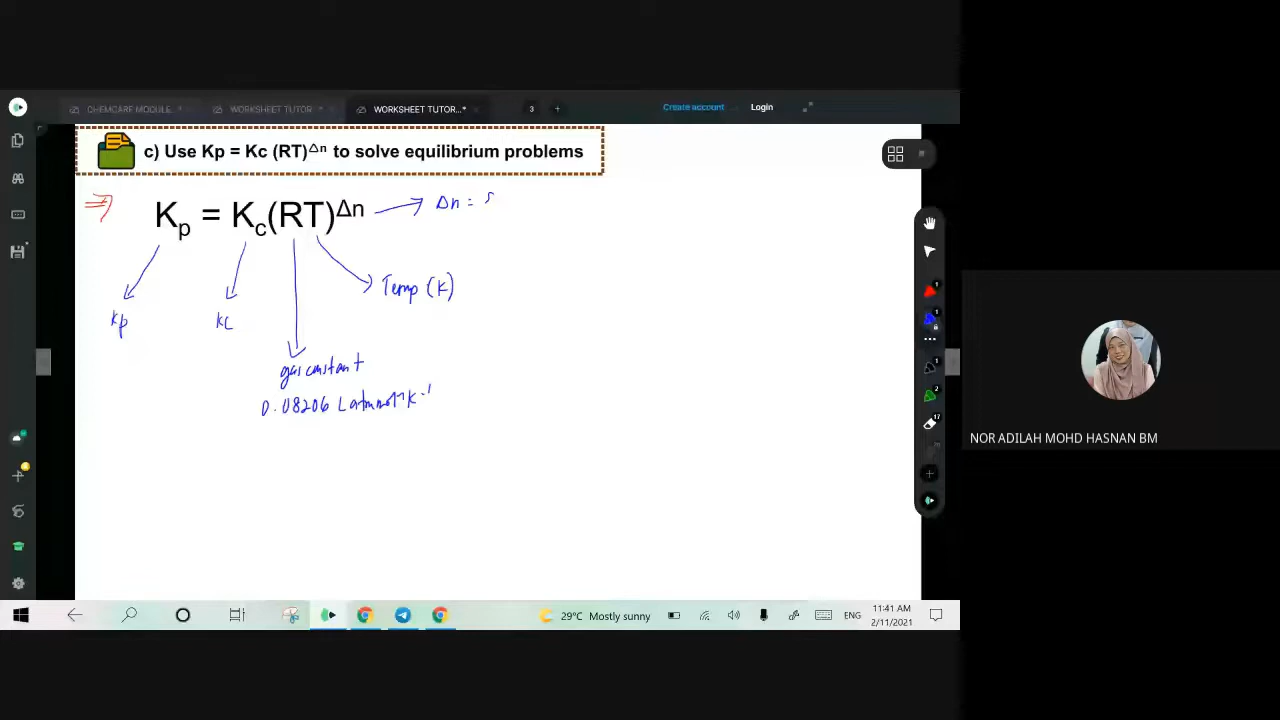 CHEMCARE MODULE... *
WORKSHEET TUTOR *
WORKSHEET TUTOR...*
3
Create account
Login
c) Use Kp = Kc (RT)^Δn to solve equilibrium problems
Kp = Kc(RT)^Δn
Δn =
Temp (K)
Kp
Kc
gas constant
0.08206 L atm mol⁻¹ K⁻¹
NOR ADILAH MOHD HASNAN BM
29°C Mostly sunny
ENG
11:41 AM
2/11/2021